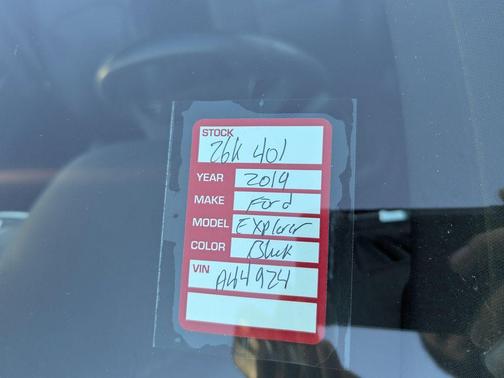 STOCK
26K 401
YEAR 2019
MAKE Ford
MODEL Explorer
COLOR Black
VIN A44924